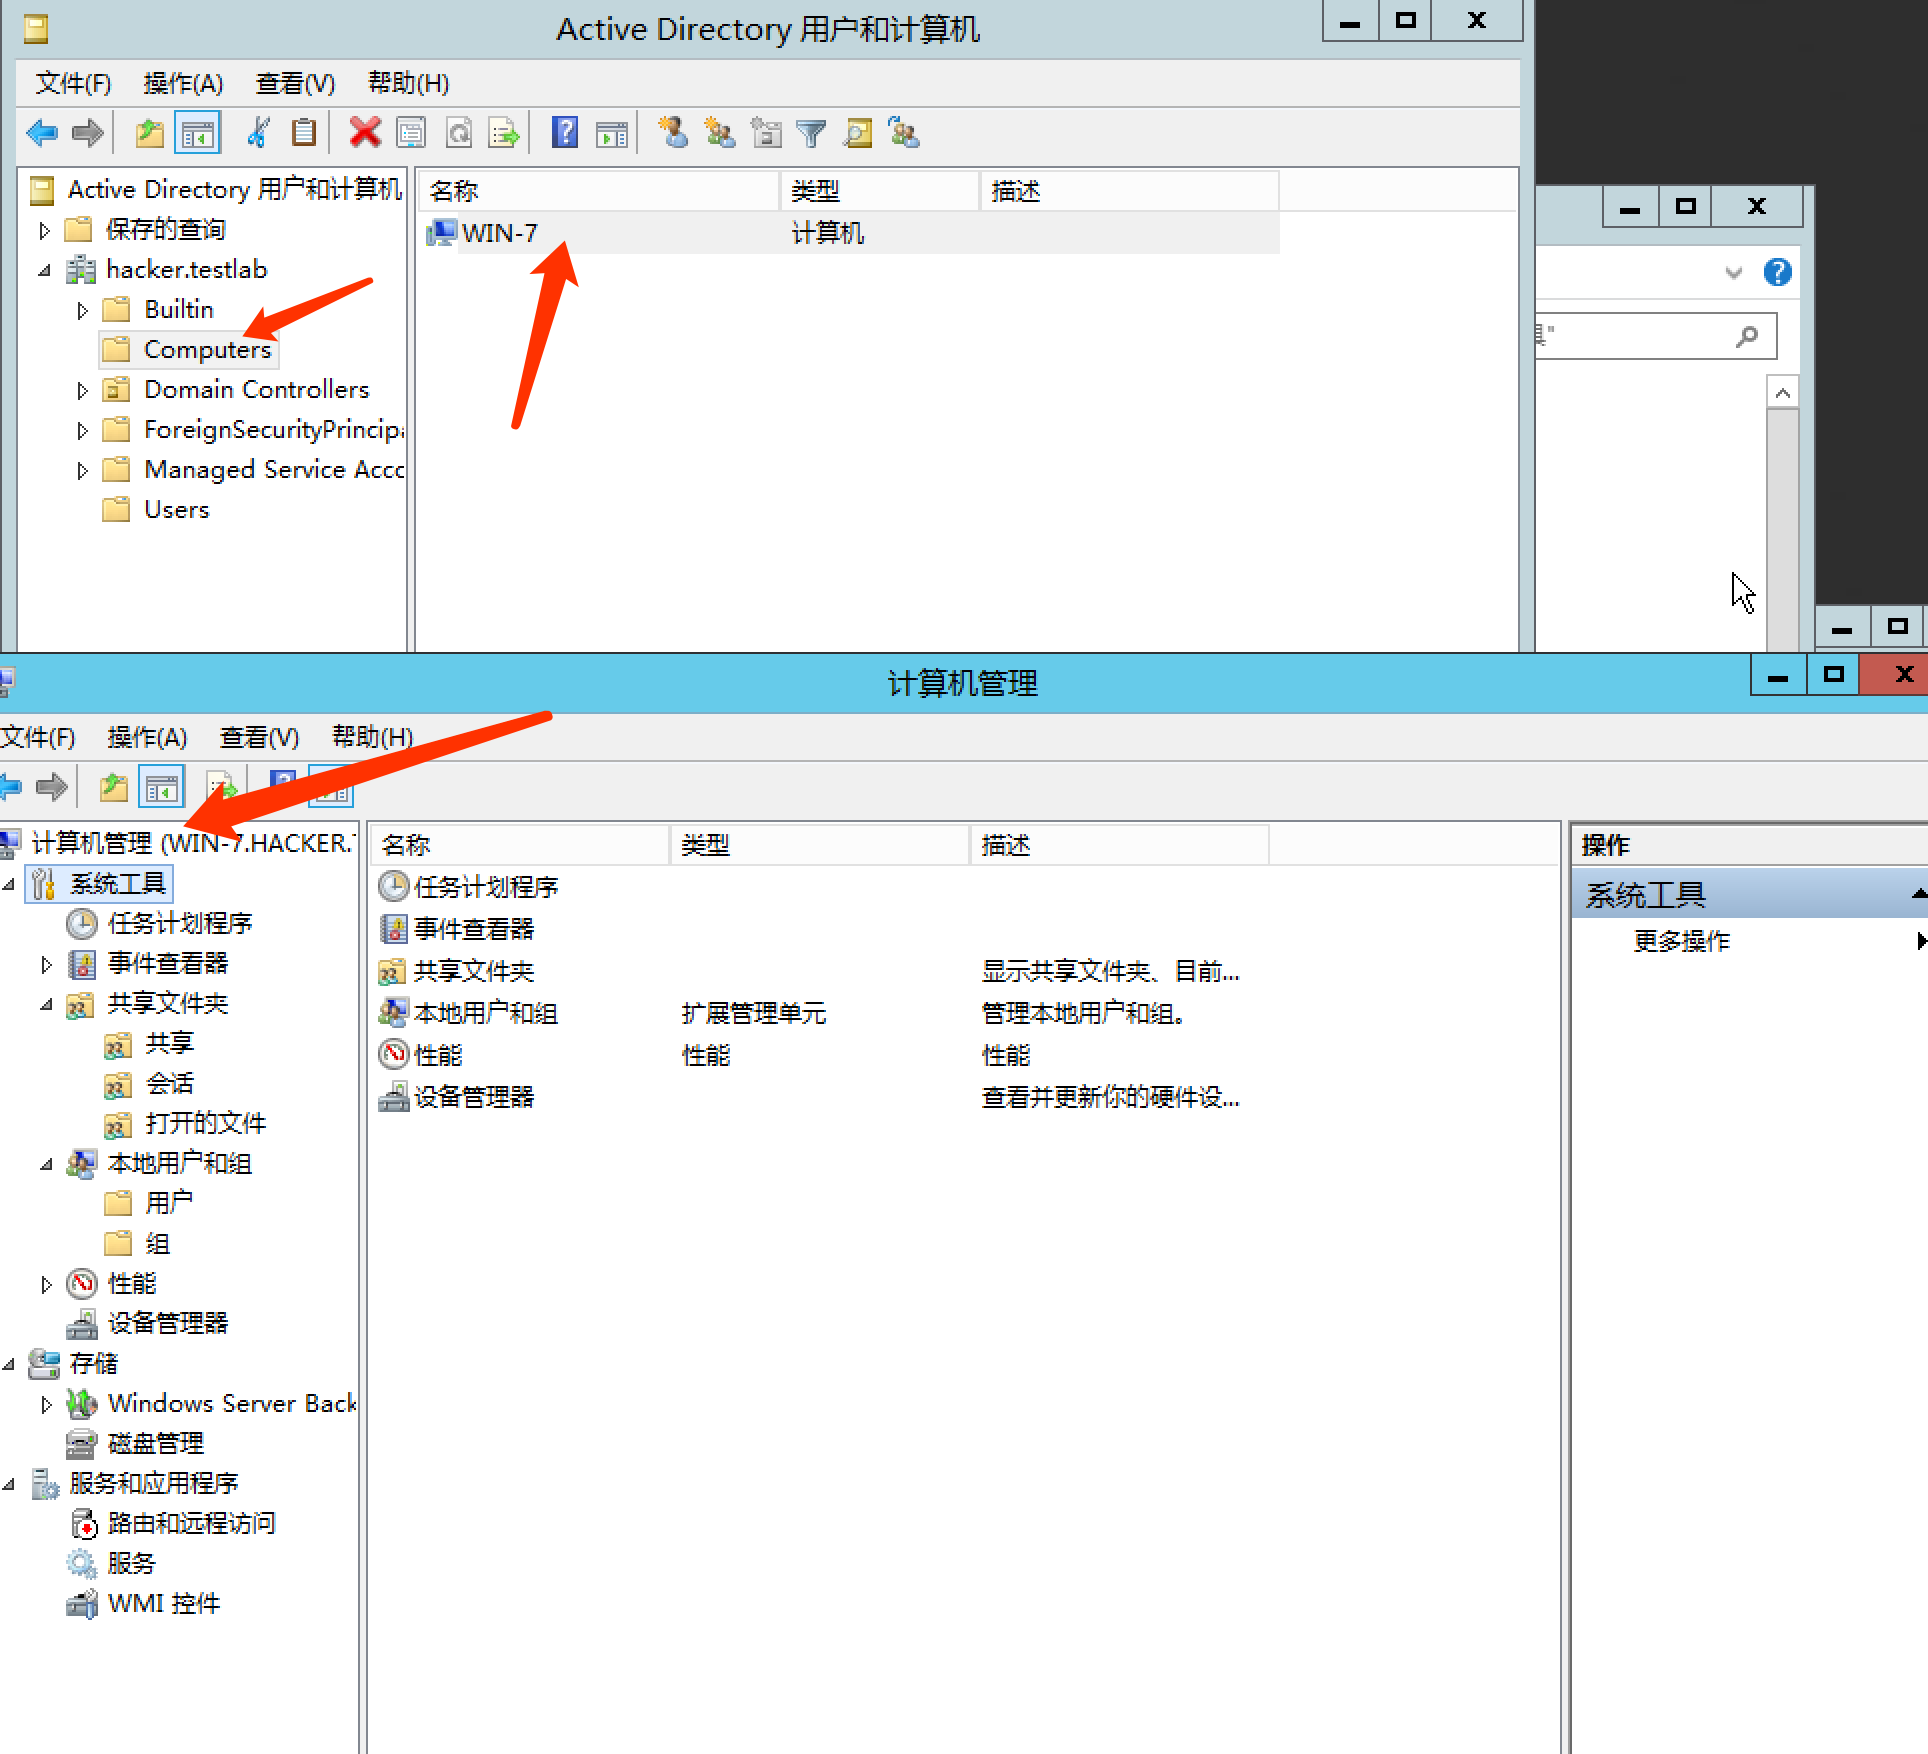 Active Directory 用户和计算机
文件(F) 操作(A) 查看(V) 帮助(H)
Active Directory 用户和计算机
保存的查询
hacker.testlab
Builtin
Computers
Domain Controllers
ForeignSecurityPrincip
Managed Service Acc
Users
名称 类型 描述
WIN-7 计算机
具"
计算机管理
文件(F) 操作(A) 查看(V) 帮助(H)
计算机管理 (WIN-7.HACKER.
系统工具
任务计划程序
事件查看器
共享文件夹
共享
会话
打开的文件
本地用户和组
用户
组
性能
设备管理器
存储
Windows Server Back
磁盘管理
服务和应用程序
路由和远程访问
服务
WMI 控件
名称 类型 描述
任务计划程序
事件查看器
共享文件夹 显示共享文件夹、目前...
本地用户和组 扩展管理单元 管理本地用户和组。
性能 性能 性能
设备管理器 查看并更新你的硬件设...
操作
系统工具
更多操作